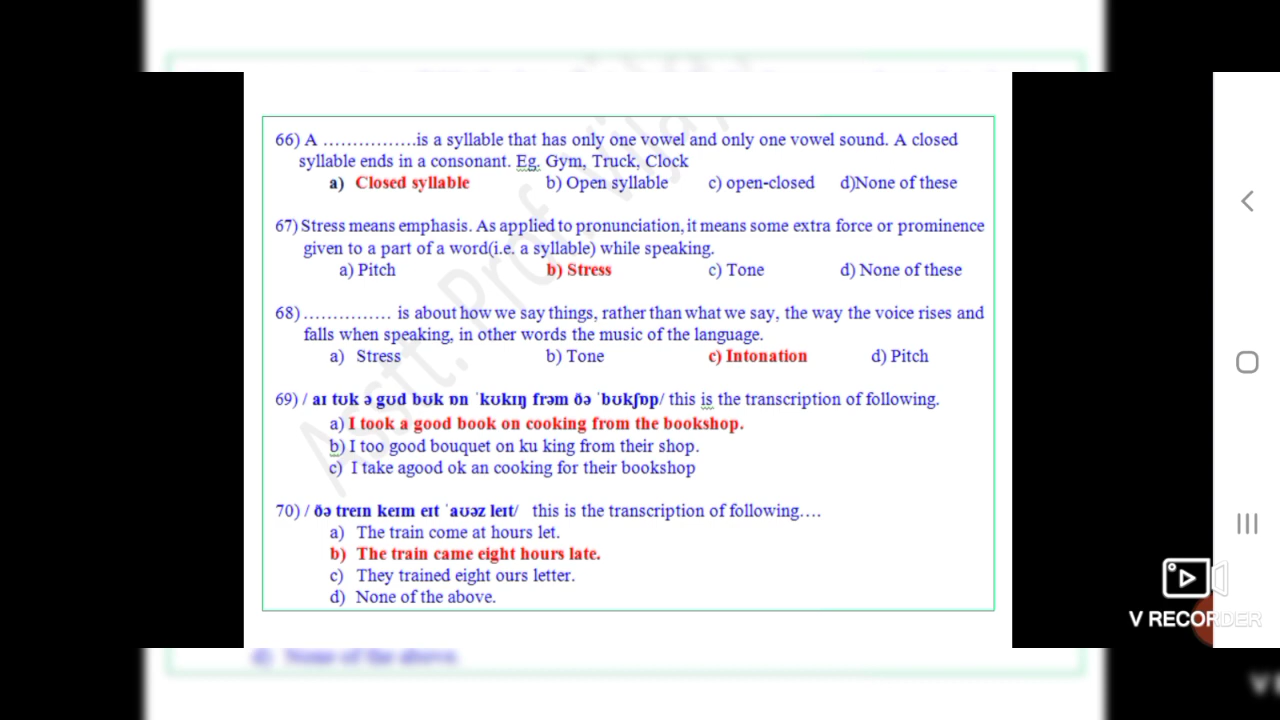 66) A ................is a syllable that has only one vowel and only one vowel sound. A closed
syllable ends in a consonant. Eg. Gym, Truck, Clock
a) Closed syllable b) Open syllable c) open-closed d)None of these
67) Stress means emphasis. As applied to pronunciation, it means some extra force or prominence
given to a part of a word(i.e. a syllable) while speaking.
a) Pitch b) Stress c) Tone d) None of these
68) ............... is about how we say things, rather than what we say, the way the voice rises and
falls when speaking, in other words the music of the language.
a) Stress b) Tone c) Intonation d) Pitch
69) / aɪ tʊk ə gʊd bʊk ɒn ˈkʊkɪŋ frəm ðə ˈbʊkʃɒp/ this is the transcription of following.
a) I took a good book on cooking from the bookshop.
b) I too good bouquet on ku king from their shop.
c) I take agood ok an cooking for their bookshop
70) / ðə treɪn keɪm eɪt ˈaʊəz leɪt/ this is the transcription of following....
a) The train come at hours let.
b) The train came eight hours late.
c) They trained eight ours letter.
d) None of the above.
Asstt. Prof. Vijay
V RECORDER
d) None of the above.